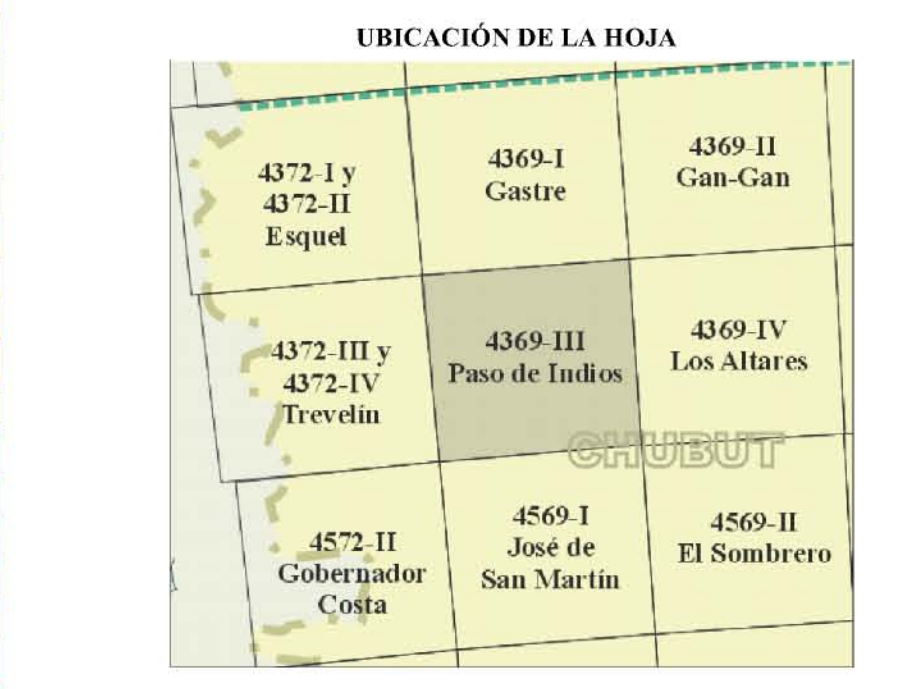 UBICACIÓN DE LA HOJA
4372-I y
4372-II
Esquel
4369-I
Gastre
4369-II
Gan-Gan
4372-III y
4372-IV
Trevelín
4369-III
Paso de Indios
4369-IV
Los Altares
CHUBUT
4572-II
Gobernador
Costa
4569-I
José de
San Martín
4569-II
El Sombrero